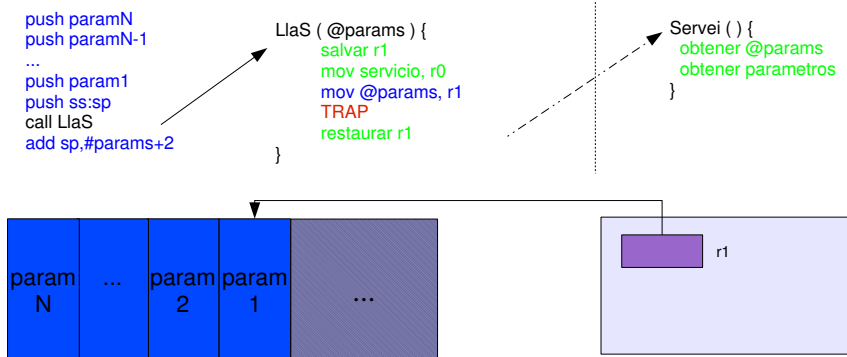 push paramN
push paramN-1
...
push param1
push ss:sp
call LlaS
add sp,#params+2
LlaS ( @params ) {
salvar r1
mov servicio, r0
mov @params, r1
TRAP
restaurar r1
}
Servei ( ) {
obtener @params
obtener parametros
}
param
N
...
param
2
param
1
...
r1